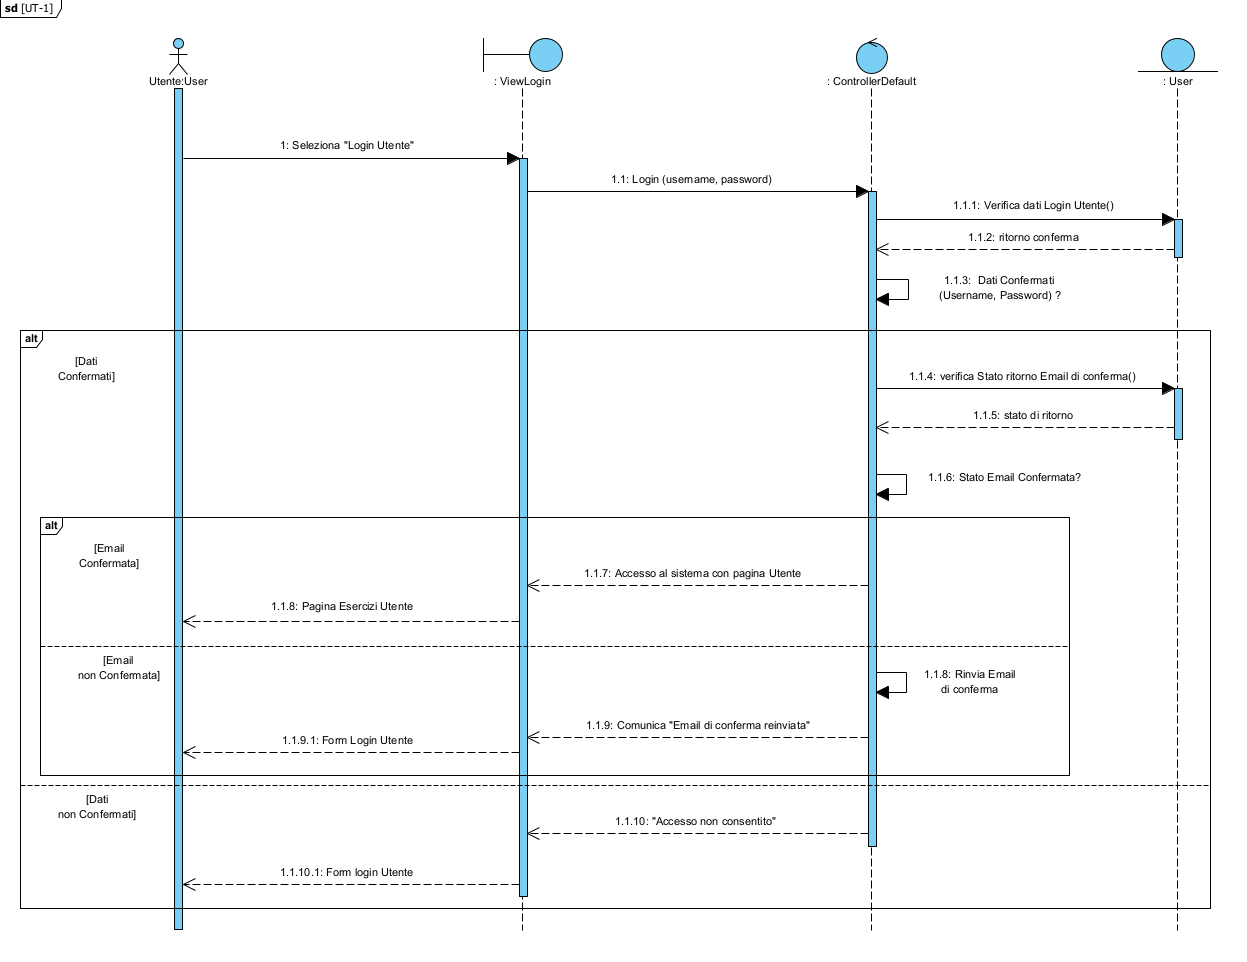 sd [UT-1]
Utente:User
: ViewLogin
: ControllerDefault
: User
1: Seleziona "Login Utente"
1.1: Login (username, password)
1.1.1: Verifica dati Login Utente()
1.1.2: ritorno conferma
1.1.3: Dati Confermati
(Username, Password) ?
alt
[Dati
Confermati]
1.1.4: verifica Stato ritorno Email di conferma()
1.1.5: stato di ritorno
1.1.6: Stato Email Confermata?
alt
[Email
Confermata]
1.1.7: Accesso al sistema con pagina Utente
1.1.8: Pagina Esercizi Utente
[Email
non Confermata]
1.1.8: Rinvia Email
di conferma
1.1.9: Comunica "Email di conferma reinviata"
1.1.9.1: Form Login Utente
[Dati
non Confermati]
1.1.10: "Accesso non consentito"
1.1.10.1: Form login Utente